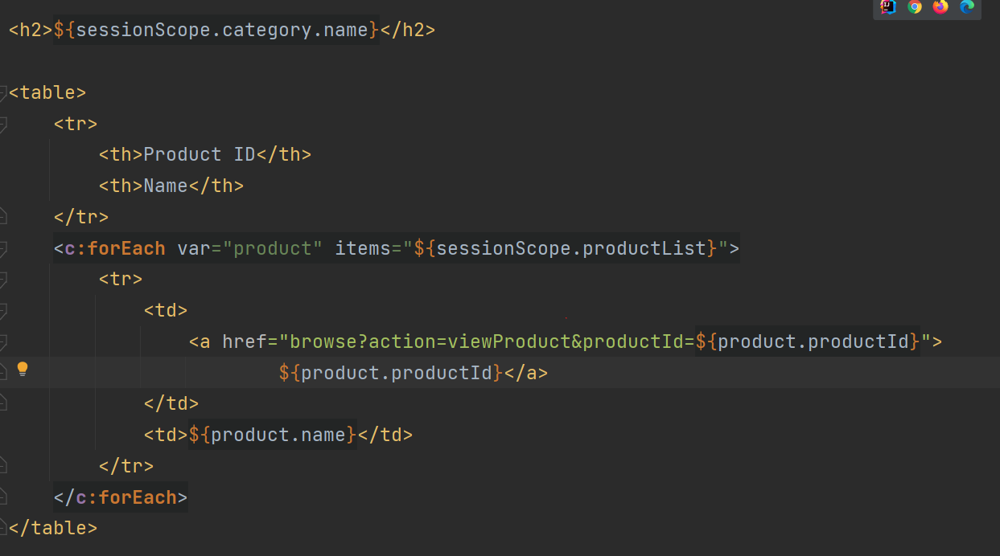 <h2>${sessionScope.category.name}</h2>
<table>
<tr>
<th>Product ID</th>
<th>Name</th>
</tr>
<c:forEach var="product" items="${sessionScope.productList}">
<tr>
<td>
<a href="browse?action=viewProduct&productId=${product.productId}">
${product.productId}</a>
</td>
<td>${product.name}</td>
</tr>
</c:forEach>
</table>